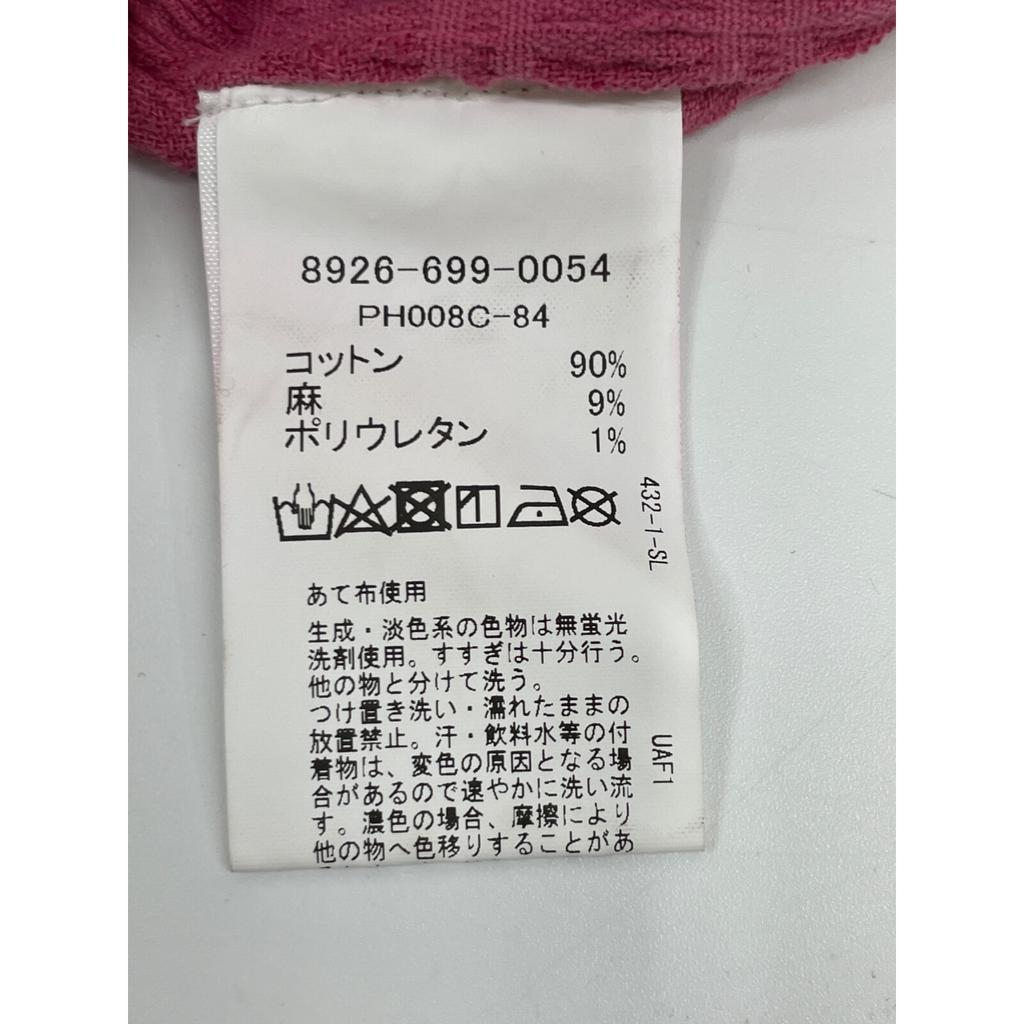 8926-699-0054
PH008C-84
コットン 90%
麻 9%
ポリウレタン 1%
432-1-SL
あて布使用
生成・淡色系の色物は無蛍光
洗剤使用。すすぎは十分行う。
他の物と分けて洗う。
つけ置き洗い・濡れたままの
放置禁止。汗・飲料水等の付
着物は、変色の原因となる場
合があるので速やかに洗い流
す。濃色の場合、摩擦により
他の物へ色移りすることがあ
UAF1